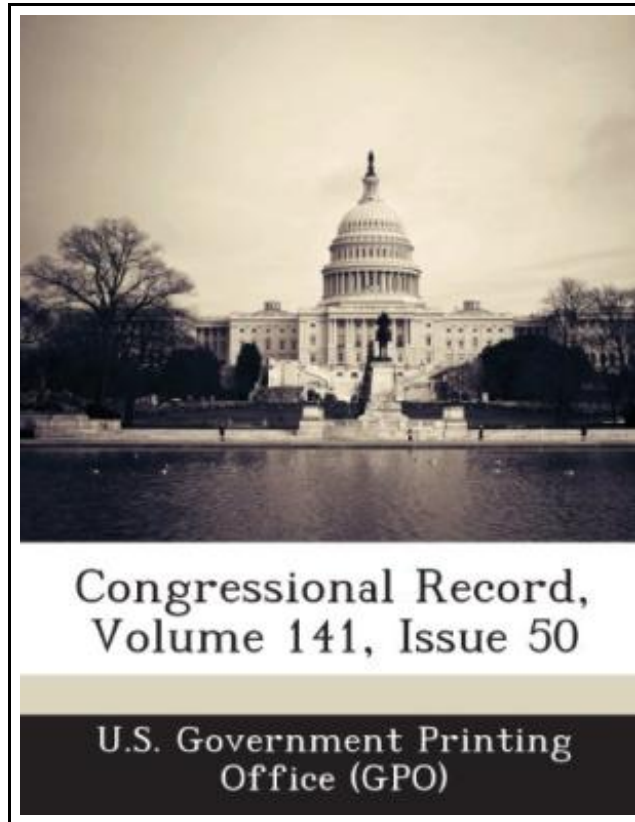 Congressional Record,
Volume 141, Issue 50
U.S. Government Printing
Office (GPO)